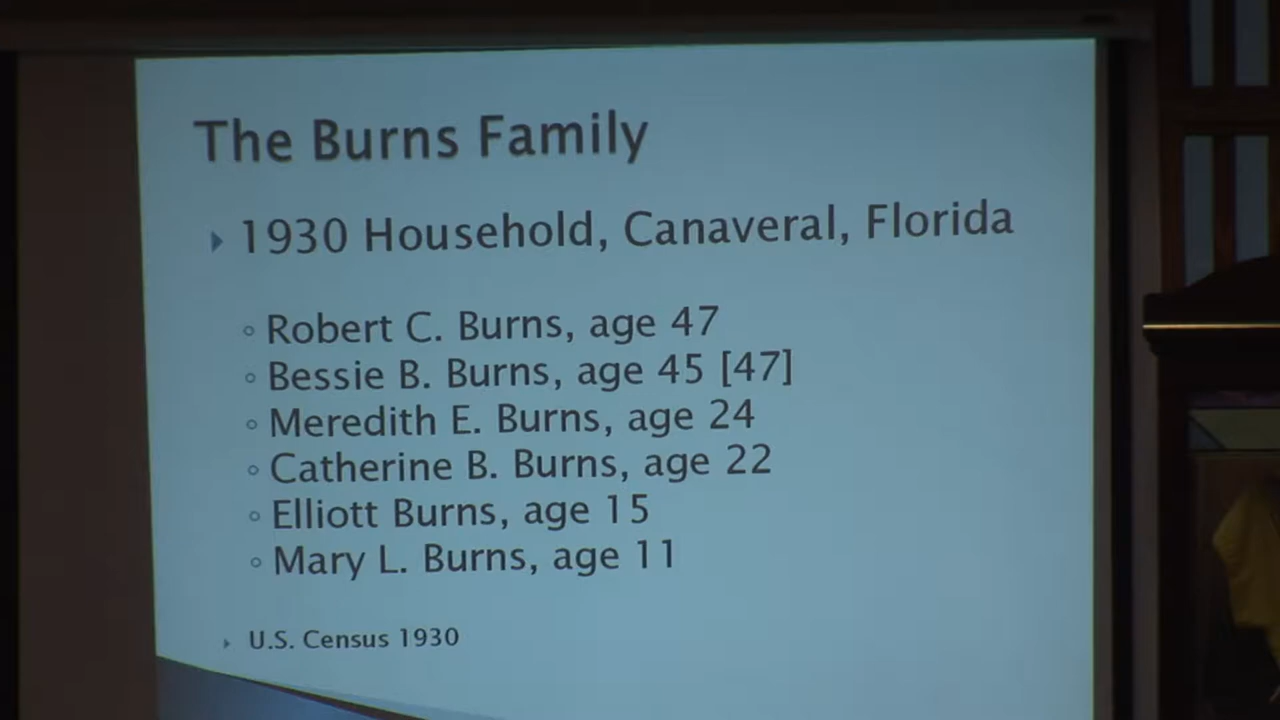 The Burns Family
1930 Household, Canaveral, Florida
Robert C. Burns, age 47
Bessie B. Burns, age 45 [47]
Meredith E. Burns, age 24
Catherine B. Burns, age 22
Elliott Burns, age 15
Mary L. Burns, age 11
U.S. Census 1930